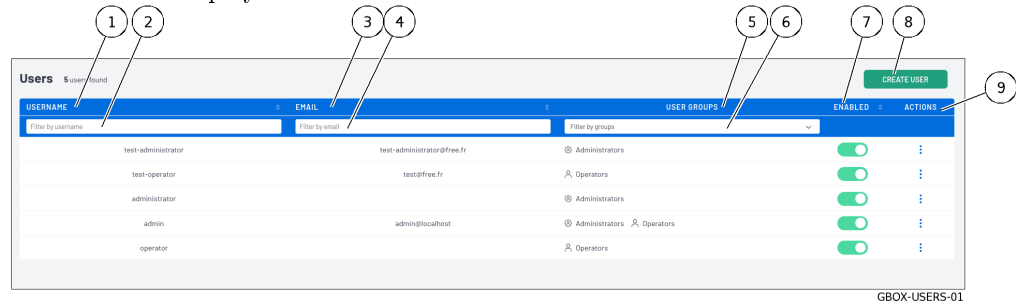 1 2 3 4 5 6 7 8
Users 5 users found CREATE USER
9
USERNAME EMAIL USER GROUPS ENABLED ACTIONS
Filter by username Filter by email Filter by groups
test-administrator test-administrator@free.fr Administrators
test-operator test@free.fr Operators
administrator Administrators
admin admin@localhost Administrators Operators
operator Operators
GBOX-USERS-01